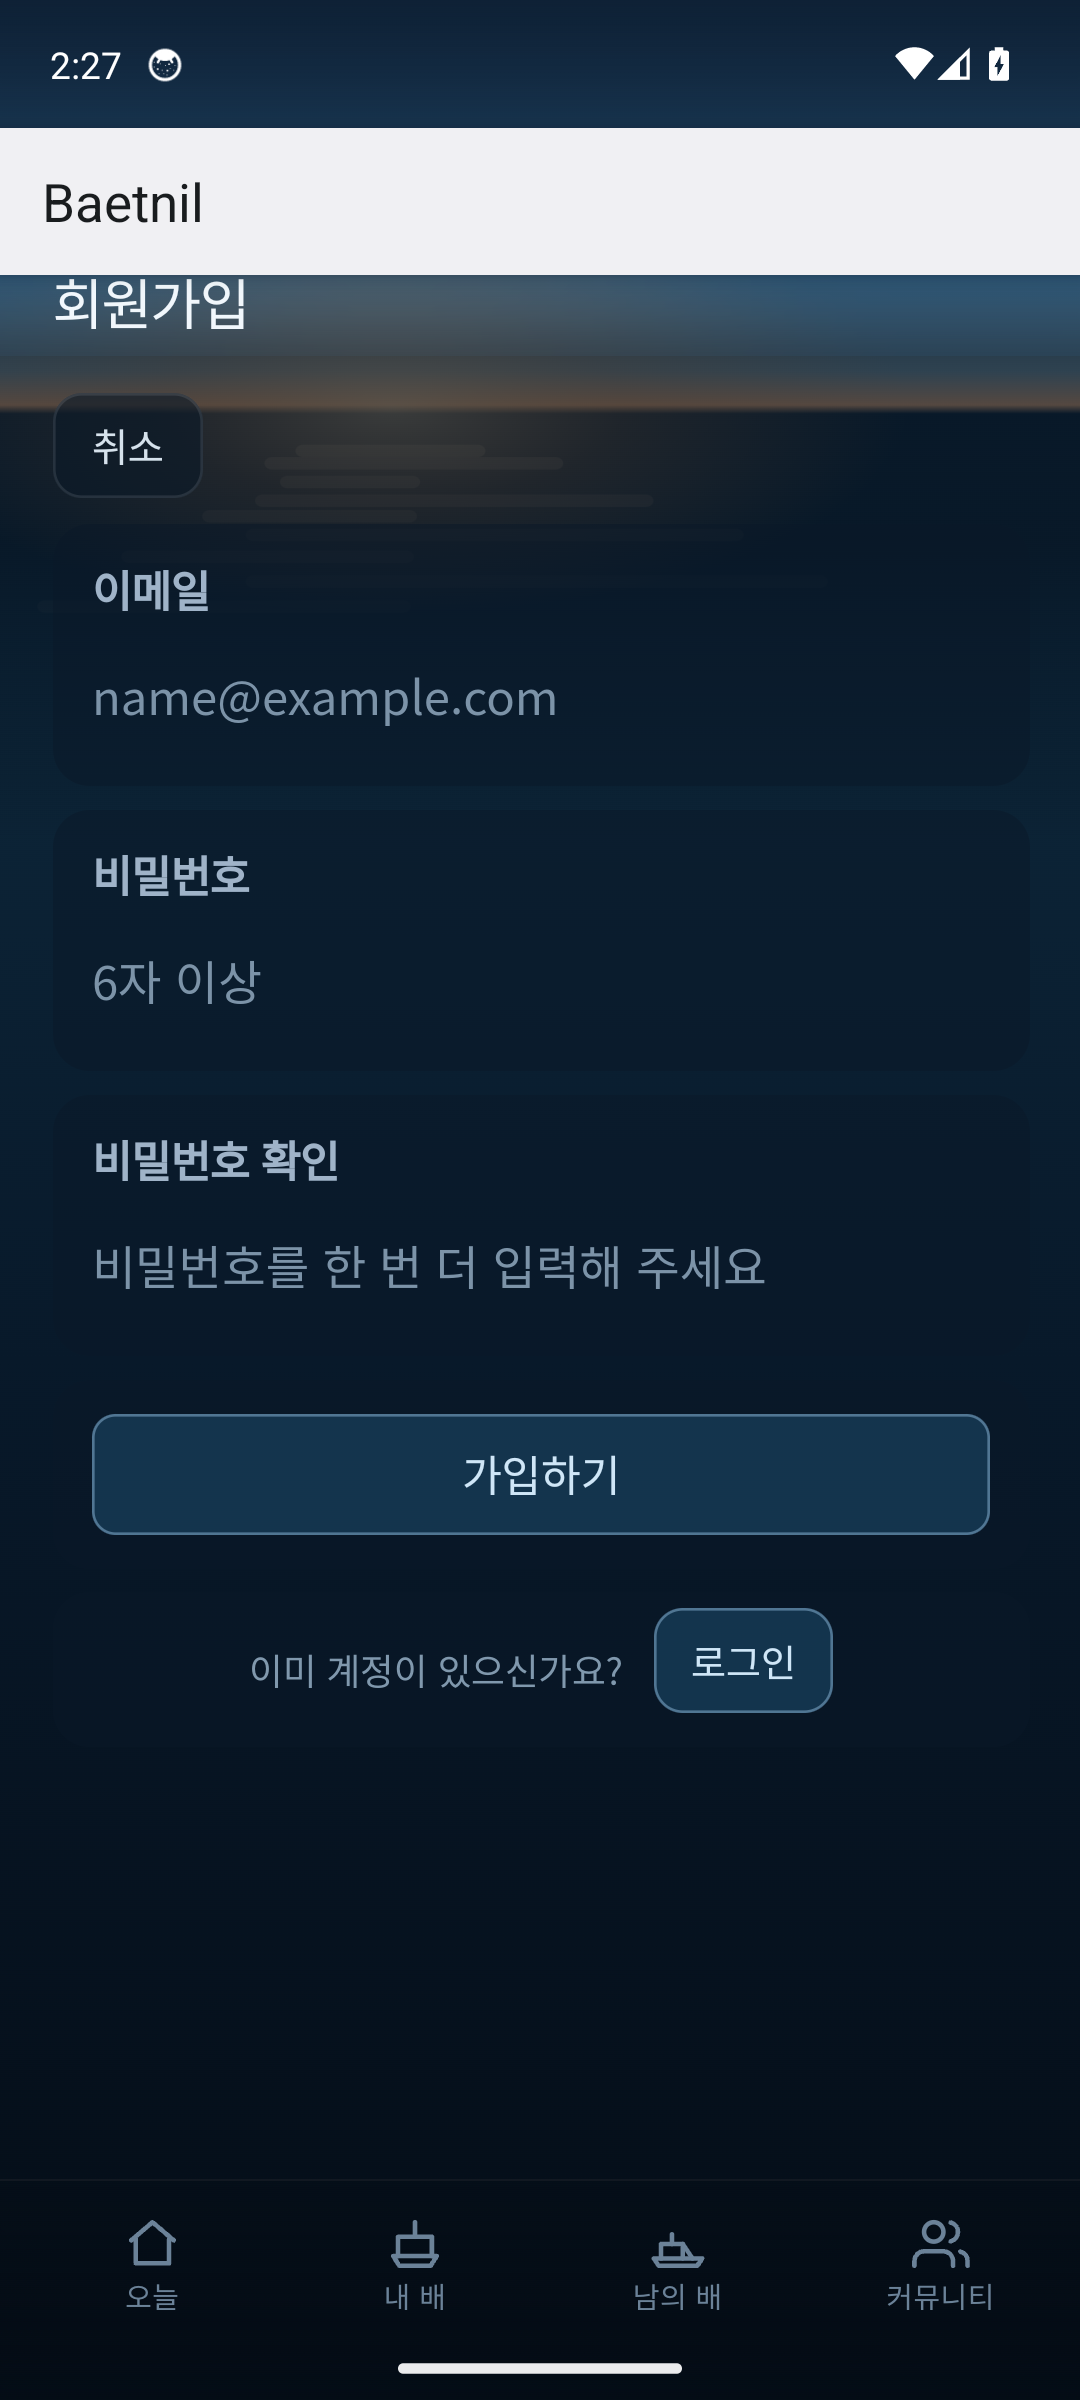 2:27
Baetnil
회원가입
취소
이메일
name@example.com
비밀번호
6자 이상
비밀번호 확인
비밀번호를 한 번 더 입력해 주세요
가입하기
이미 계정이 있으신가요? 로그인
오늘 내 배 남의 배 커뮤니티